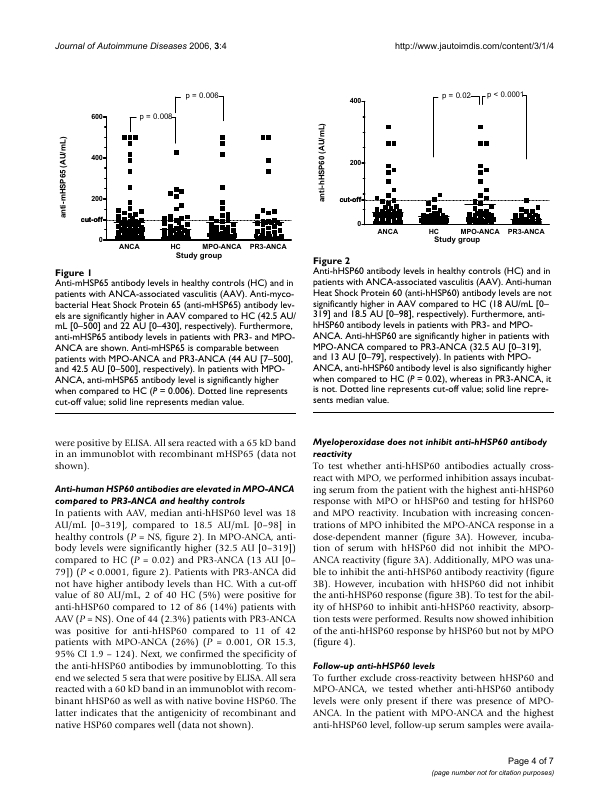 Journal of Autoimmune Diseases 2006, 3:4
http://www.jautoimdis.com/content/3/1/4
p = 0.006
p = 0.008
600
400
200
cut-off
0
anti-mHSP65 (AU/mL)
ANCA HC MPO-ANCA PR3-ANCA
Study group
Figure 1
Anti-mHSP65 antibody levels in healthy controls (HC) and in
patients with ANCA-associated vasculitis (AAV). Anti-myco-
bacterial Heat Shock Protein 65 (anti-mHSP65) antibody lev-
els are significantly higher in AAV compared to HC (42.5 AU/
mL [0–500] and 22 AU [0–430], respectively). Furthermore,
anti-mHSP65 antibody levels in patients with PR3- and MPO-
ANCA are shown. Anti-mHSP65 is comparable between
patients with MPO-ANCA and PR3-ANCA (44 AU [7–500],
and 42.5 AU [0–500], respectively). In patients with MPO-
ANCA, anti-mHSP65 antibody level is significantly higher
when compared to HC (P = 0.006). Dotted line represents
cut-off value; solid line represents median value.
were positive by ELISA. All sera reacted with a 65 kD band
in an immunoblot with recombinant mHSP65 (data not
shown).
Anti-human HSP60 antibodies are elevated in MPO-ANCA
compared to PR3-ANCA and healthy controls
In patients with AAV, median anti-hHSP60 level was 18
AU/mL [0–319], compared to 18.5 AU/mL [0–98] in
healthy controls (P = NS, figure 2). In MPO-ANCA, anti-
body levels were significantly higher (32.5 AU [0–319])
compared to HC (P = 0.02) and PR3-ANCA (13 AU [0–
79]) (P < 0.0001, figure 2). Patients with PR3-ANCA did
not have higher antibody levels than HC. With a cut-off
value of 80 AU/mL, 2 of 40 HC (5%) were positive for
anti-hHSP60 compared to 12 of 86 (14%) patients with
AAV (P = NS). One of 44 (2.3%) patients with PR3-ANCA
was positive for anti-hHSP60 compared to 11 of 42
patients with MPO-ANCA (26%) (P = 0.001, OR 15.3,
95% CI 1.9 – 124). Next, we confirmed the specificity of
the anti-hHSP60 antibodies by immunoblotting. To this
end we selected 5 sera that were positive by ELISA. All sera
reacted with a 60 kD band in an immunoblot with recom-
binant hHSP60 as well as with native bovine HSP60. The
latter indicates that the antigenicity of recombinant and
native HSP60 compares well (data not shown).
p = 0.02
p < 0.0001
400
200
cut-off
0
anti-hHSP60 (AU/mL)
ANCA HC MPO-ANCA PR3-ANCA
Study group
Figure 2
Anti-hHSP60 antibody levels in healthy controls (HC) and in
patients with ANCA-associated vasculitis (AAV). Anti-human
Heat Shock Protein 60 (anti-hHSP60) antibody levels are not
significantly higher in AAV compared to HC (18 AU/mL [0–
319] and 18.5 AU [0–98], respectively). Furthermore, anti-
hHSP60 antibody levels in patients with PR3- and MPO-
ANCA. Anti-hHSP60 are significantly higher in patients with
MPO-ANCA compared to PR3-ANCA (32.5 AU [0–319],
and 13 AU [0–79], respectively). In patients with MPO-
ANCA, anti-hHSP60 antibody level is also significantly higher
when compared to HC (P = 0.02), whereas in PR3-ANCA, it
is not. Dotted line represents cut-off value; solid line repre-
sents median value.
Myeloperoxidase does not inhibit anti-hHSP60 antibody
reactivity
To test whether anti-hHSP60 antibodies actually cross-
react with MPO, we performed inhibition assays incubat-
ing serum from the patient with the highest anti-hHSP60
response with MPO or hHSP60 and testing for hHSP60
and MPO reactivity. Incubation with increasing concen-
trations of MPO inhibited the MPO-ANCA response in a
dose-dependent manner (figure 3A). However, incuba-
tion of serum with hHSP60 did not inhibit the MPO-
ANCA reactivity (figure 3A). Additionally, MPO was una-
ble to inhibit the anti-hHSP60 antibody reactivity (figure
3B). However, incubation with hHSP60 did not inhibit
the anti-hHSP60 response (figure 3B). To test for the abil-
ity of hHSP60 to inhibit anti-hHSP60 reactivity, absorp-
tion tests were performed. Results now showed inhibition
of the anti-hHSP60 response by hHSP60 but not by MPO
(figure 4).
Follow-up anti-hHSP60 levels
To further exclude cross-reactivity between hHSP60 and
MPO-ANCA, we tested whether anti-hHSP60 antibody
levels were only present if there was presence of MPO-
ANCA. In the patient with MPO-ANCA and the highest
anti-hHSP60 level, follow-up serum samples were availa-
Page 4 of 7
(page number not for citation purposes)